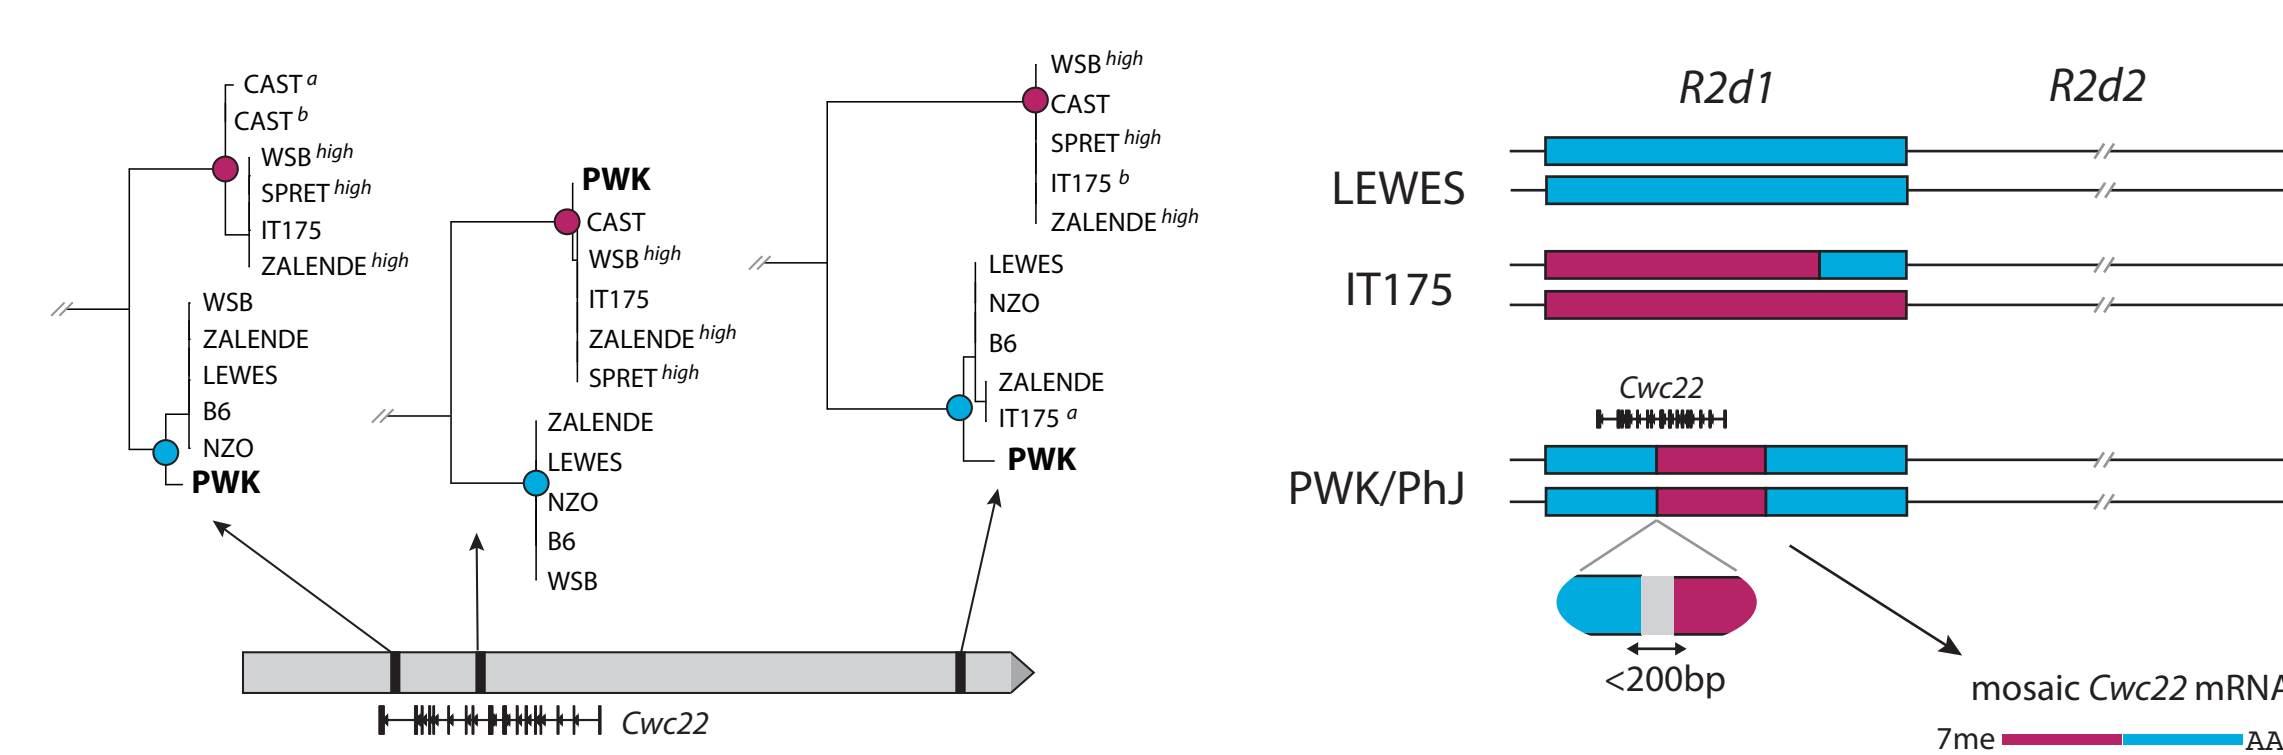 CAST a
CAST b
WSB high
SPRET high
IT175
ZALENDE high
WSB
ZALENDE
LEWES
B6
NZO
PWK
PWK
CAST
WSB high
IT175
ZALENDE high
SPRET high
ZALENDE
LEWES
NZO
B6
WSB
WSB high
CAST
SPRET high
IT175 b
ZALENDE high
LEWES
NZO
B6
ZALENDE
IT175 a
PWK
Cwc22
R2d1 R2d2
LEWES
IT175
Cwc22
PWK/PhJ
<200bp
mosaic Cwc22 mRNA
7me AA